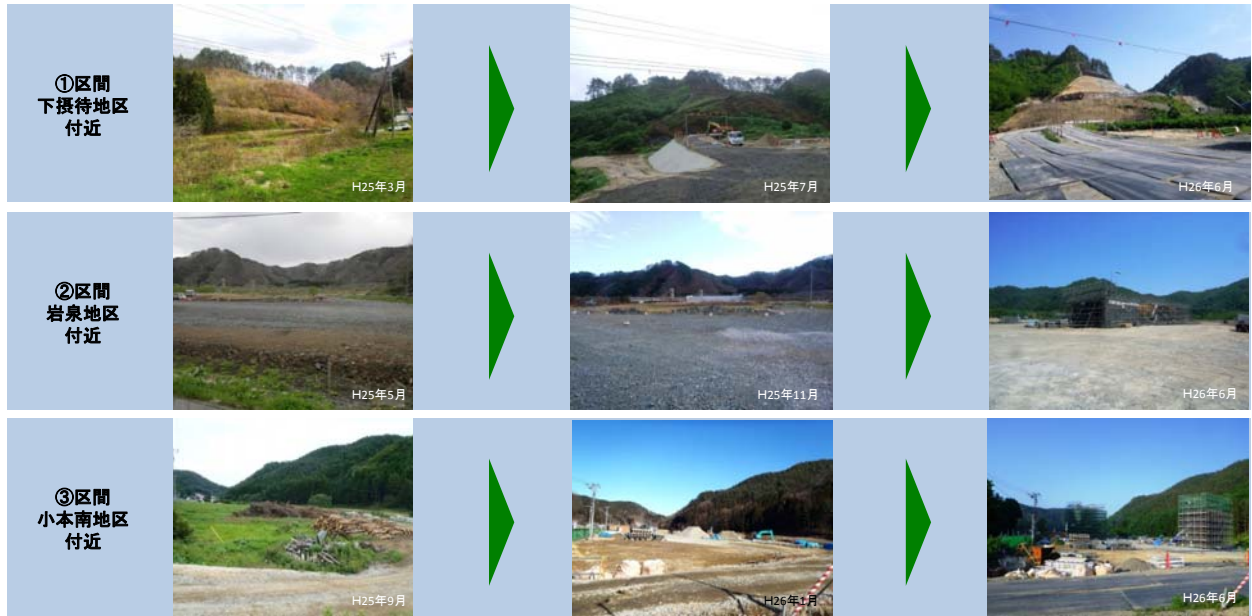 ①区間
下摂待地区
付近
H25年3月
H25年7月
H26年6月
②区間
岩泉地区
付近
H25年5月
H25年11月
H26年6月
③区間
小本南地区
付近
H25年9月
H26年1月
H26年6月